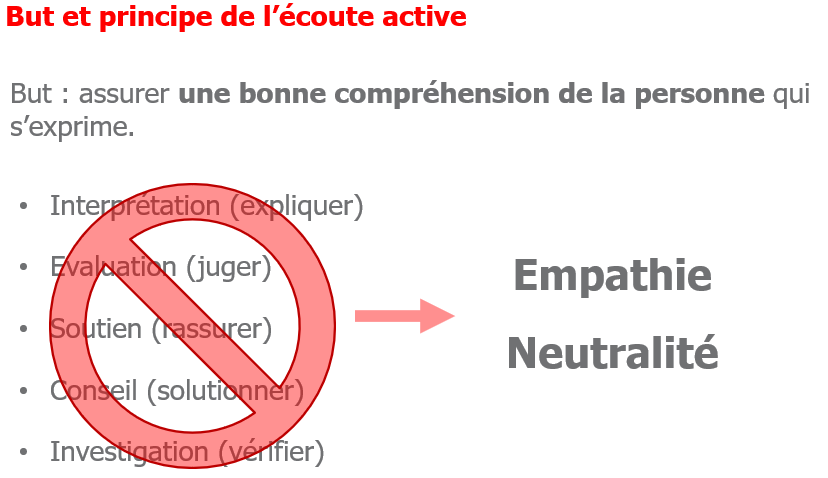 But et principe de l’écoute active
But : assurer une bonne compréhension de la personne qui
s’exprime.
• Interprétation (expliquer)
• Evaluation (juger)
• Soutien (rassurer)
• Conseil (solutionner)
• Investigation (vérifier)
Empathie
Neutralité